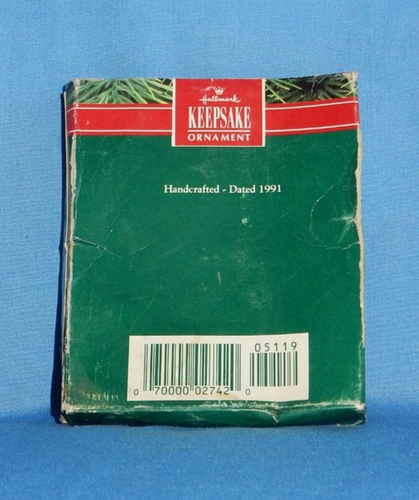 Hallmark
KEEPSAKE
ORNAMENT
Handcrafted - Dated 1991
05119
0 70000 02742 0